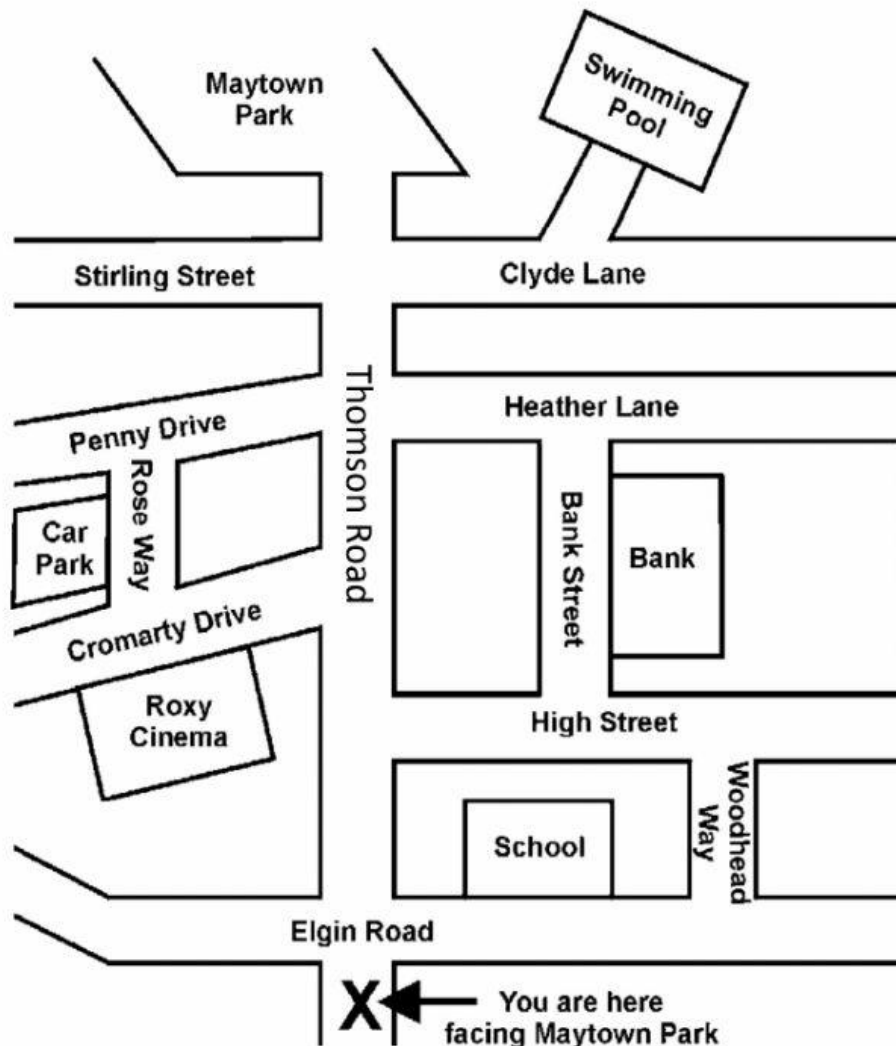 Maytown
Park
Swimming
Pool
Stirling Street
Clyde Lane
Thomson Road
Heather Lane
Penny Drive
Rose Way
Car
Park
Bank Street
Bank
Cromarty Drive
Roxy
Cinema
High Street
Woodhead
Way
School
Elgin Road
X
You are here
facing Maytown Park